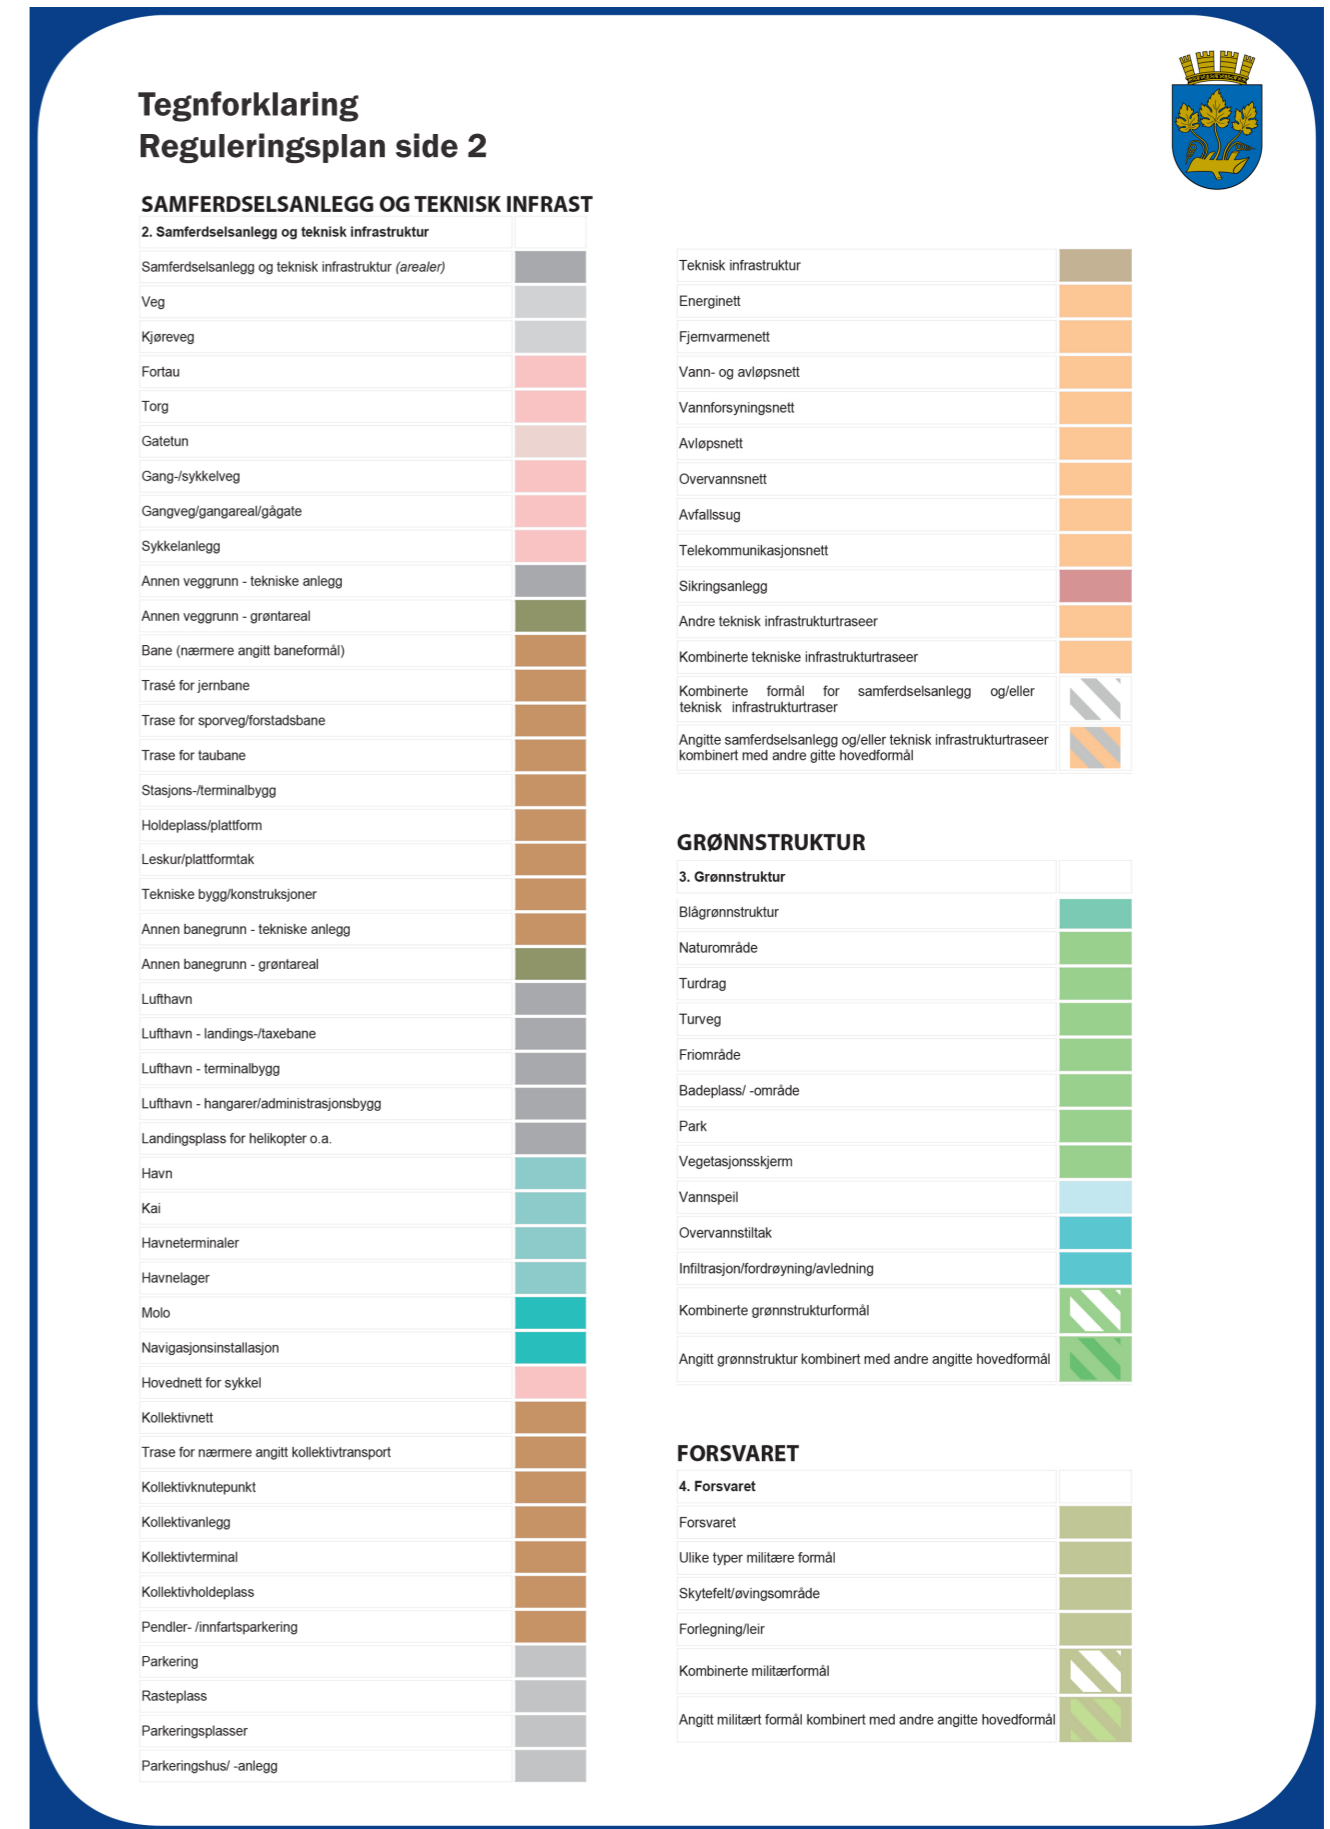 Tegnforklaring
Reguleringsplan side 2
SAMFERDSELSANLEGG OG TEKNISK INFRAST
2. Samferdselsanlegg og teknisk infrastruktur
Samferdselsanlegg og teknisk infrastruktur (arealer)
Veg
Kjøreveg
Fortau
Torg
Gatetun
Gang-/sykkelveg
Gangveg/gangareal/gågate
Sykkelanlegg
Annen veggrunn - tekniske anlegg
Annen veggrunn - grøntareal
Bane (nærmere angitt baneformål)
Trasé for jernbane
Trase for sporveg/forstadsbane
Trase for taubane
Stasjons-/terminalbygg
Holdeplass/plattform
Leskur/plattformtak
Tekniske bygg/konstruksjoner
Annen banegrunn - tekniske anlegg
Annen banegrunn - grøntareal
Lufthavn
Lufthavn - landings-/taxebane
Lufthavn - terminalbygg
Lufthavn - hangarer/administrasjonsbygg
Landingsplass for helikopter o.a.
Havn
Kai
Havneterminaler
Havnelager
Molo
Navigasjonsinstallasjon
Hovednett for sykkel
Kollektivnett
Trase for nærmere angitt kollektivtransport
Kollektivknutepunkt
Kollektivanlegg
Kollektivterminal
Kollektivholdeplass
Pendler- /innfartsparkering
Parkering
Rasteplass
Parkeringsplasser
Parkeringshus/ -anlegg
Teknisk infrastruktur
Energinett
Fjernvarmenett
Vann- og avløpsnett
Vannforsyningsnett
Avløpsnett
Overvannsnett
Avfallssug
Telekommunikasjonsnett
Sikringsanlegg
Andre teknisk infrastrukturtraseer
Kombinerte tekniske infrastrukturtraseer
Kombinerte formål for samferdselsanlegg og/eller
teknisk infrastrukturtraser
Angitte samferdselsanlegg og/eller teknisk infrastrukturtraseer
kombinert med andre gitte hovedformål
GRØNNSTRUKTUR
3. Grønnstruktur
Blågrønnstruktur
Naturområde
Turdrag
Turveg
Friområde
Badeplass/ -område
Park
Vegetasjonsskjerm
Vannspeil
Overvannstiltak
Infiltrasjon/fordrøyning/avledning
Kombinerte grønnstrukturformål
Angitt grønnstruktur kombinert med andre angitte hovedformål
FORSVARET
4. Forsvaret
Forsvaret
Ulike typer militære formål
Skytefelt/øvingsområde
Forlegning/leir
Kombinerte militærformål
Angitt militært formål kombinert med andre angitte hovedformål